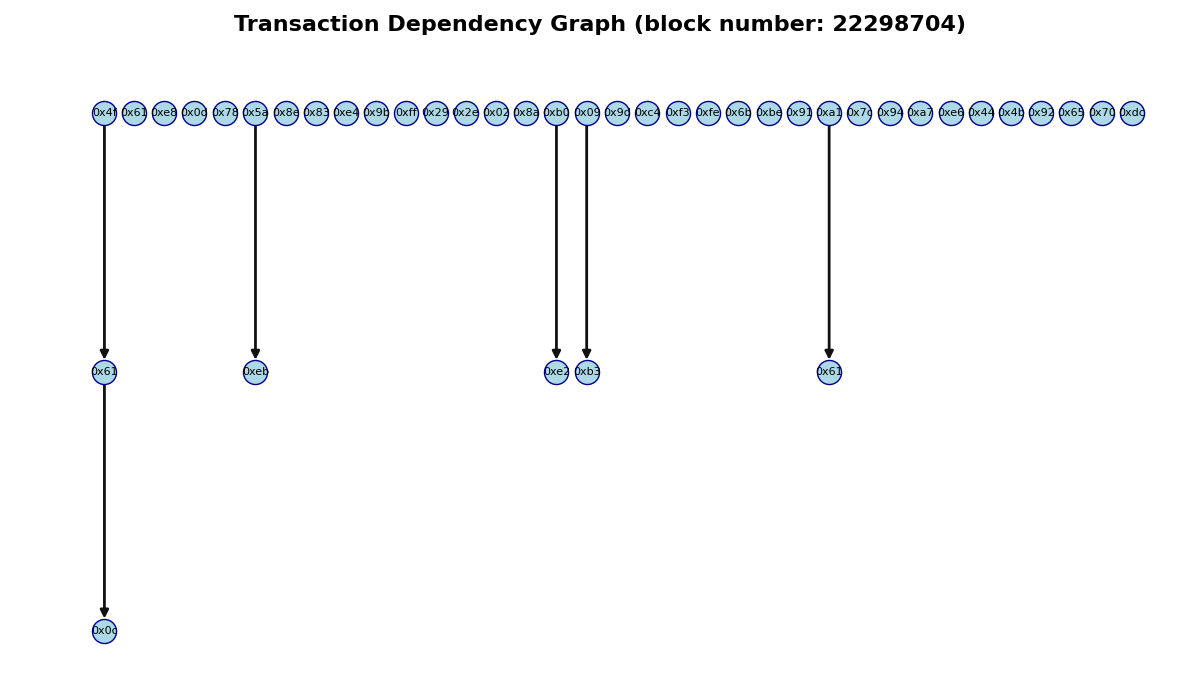 Transaction Dependency Graph (block number: 22298704)
0x4f 0x61 0xe8 0x0d 0x78 0x5a 0x8e 0x83 0xe4 0x9b 0xff 0x29 0x2e 0x02 0x8a 0xb0 0x09 0x9d 0xc4 0xf3 0xfe 0x6b 0xbe 0x91 0xa1 0x7c 0x94 0xa7 0xe6 0x44 0x4b 0x92 0x65 0x70 0xdc
0x61 0xeb 0xe2 0xb3 0x61
0x0c